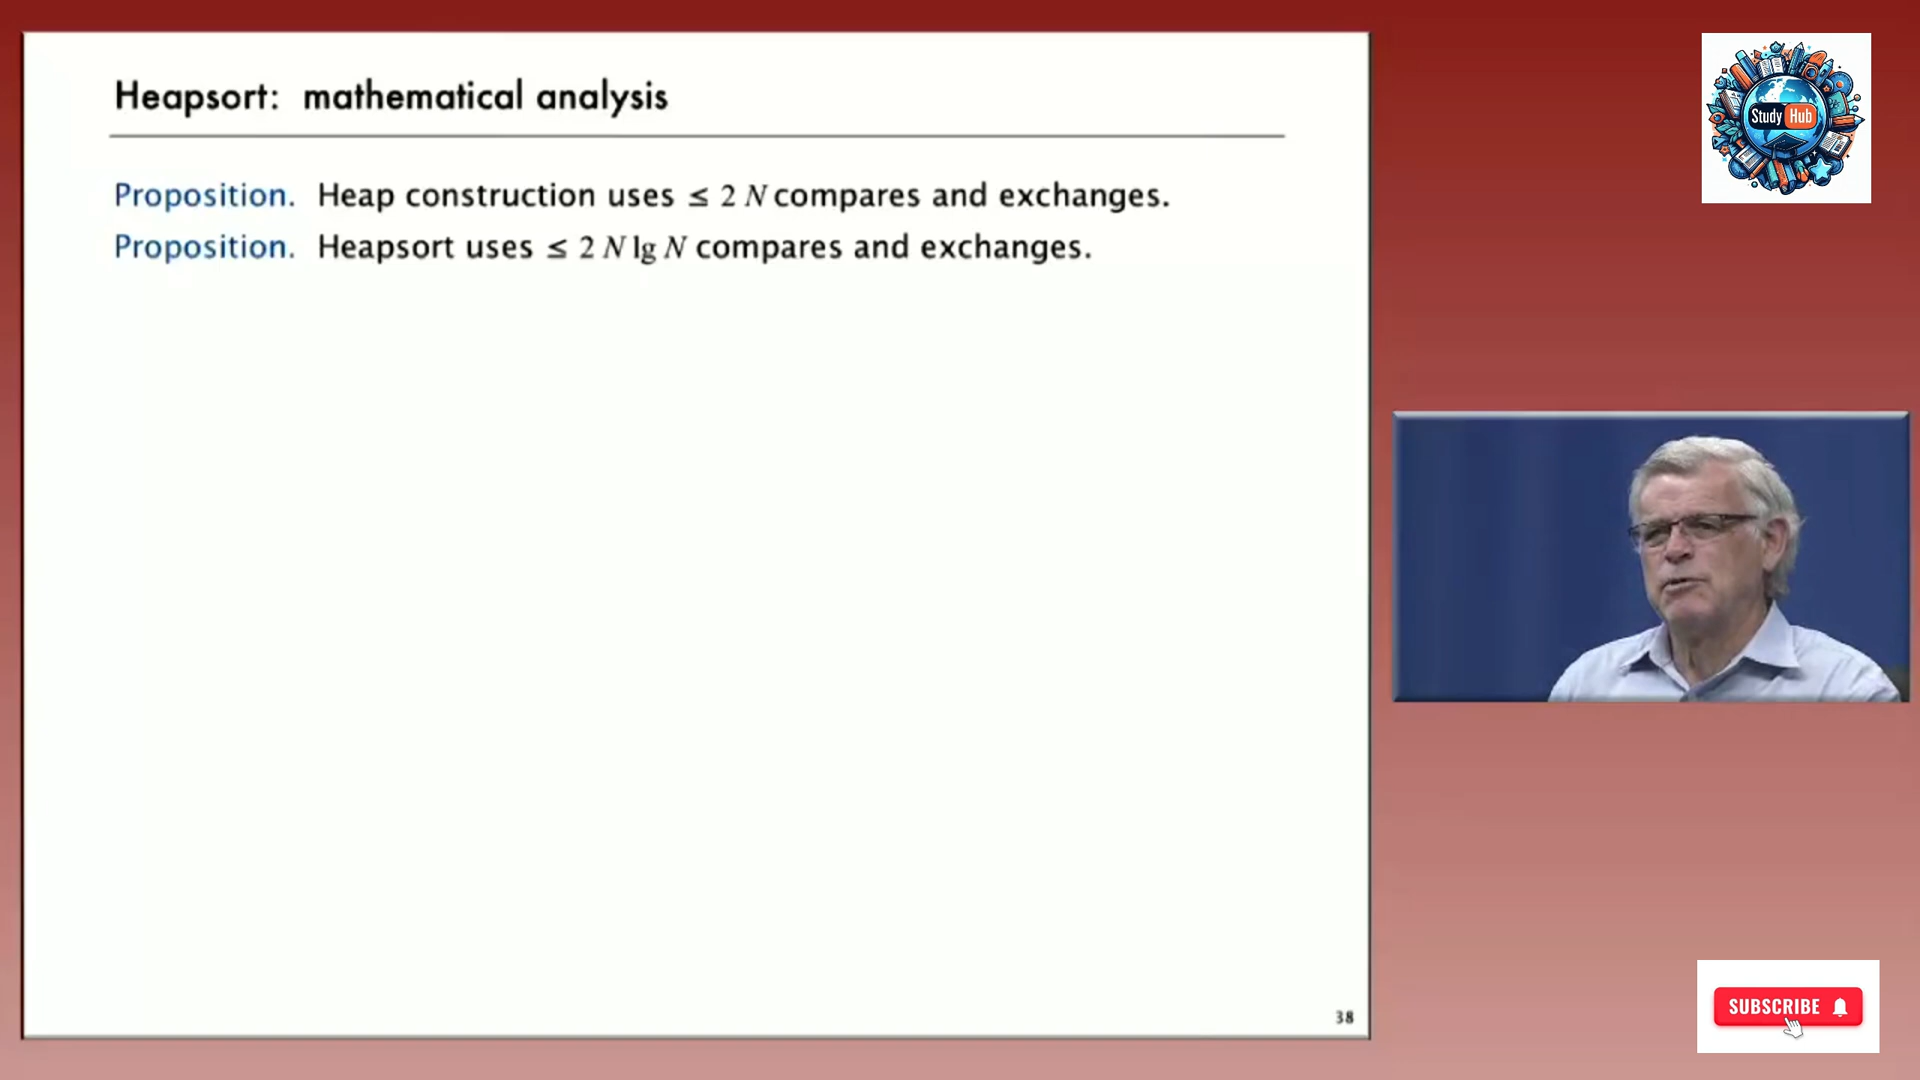 Heapsort: mathematical analysis
Proposition. Heap construction uses ≤ 2 N compares and exchanges.
Proposition. Heapsort uses ≤ 2 N lg N compares and exchanges.
38
Study Hub
SUBSCRIBE